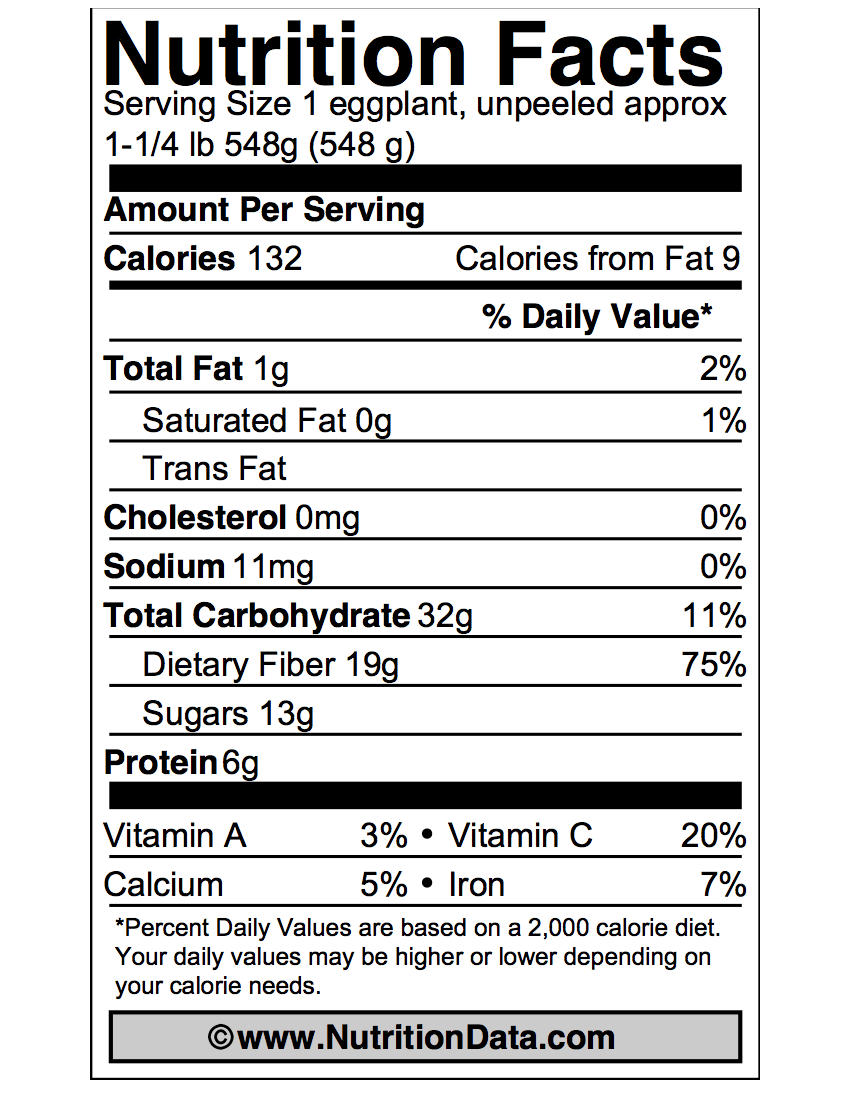 Nutrition Facts
Serving Size 1 eggplant, unpeeled approx
1-1/4 lb 548g (548 g)
Amount Per Serving
Calories 132 Calories from Fat 9
% Daily Value*
Total Fat 1g 2%
Saturated Fat 0g 1%
Trans Fat
Cholesterol 0mg 0%
Sodium 11mg 0%
Total Carbohydrate 32g 11%
Dietary Fiber 19g 75%
Sugars 13g
Protein 6g
Vitamin A 3% • Vitamin C 20%
Calcium 5% • Iron 7%
*Percent Daily Values are based on a 2,000 calorie diet.
Your daily values may be higher or lower depending on
your calorie needs.
©www.NutritionData.com